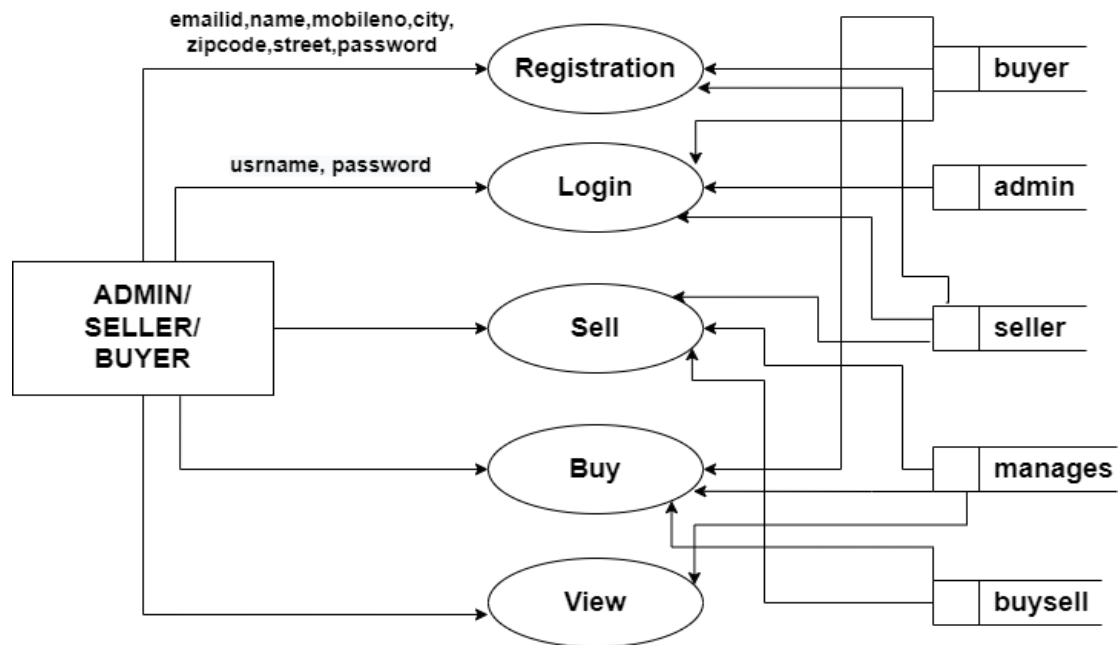 emailid,name,mobileno,city,
zipcode,street,password
Registration
buyer
usrname, password
Login
admin
ADMIN/
SELLER/
BUYER
Sell
seller
Buy
manages
View
buysell